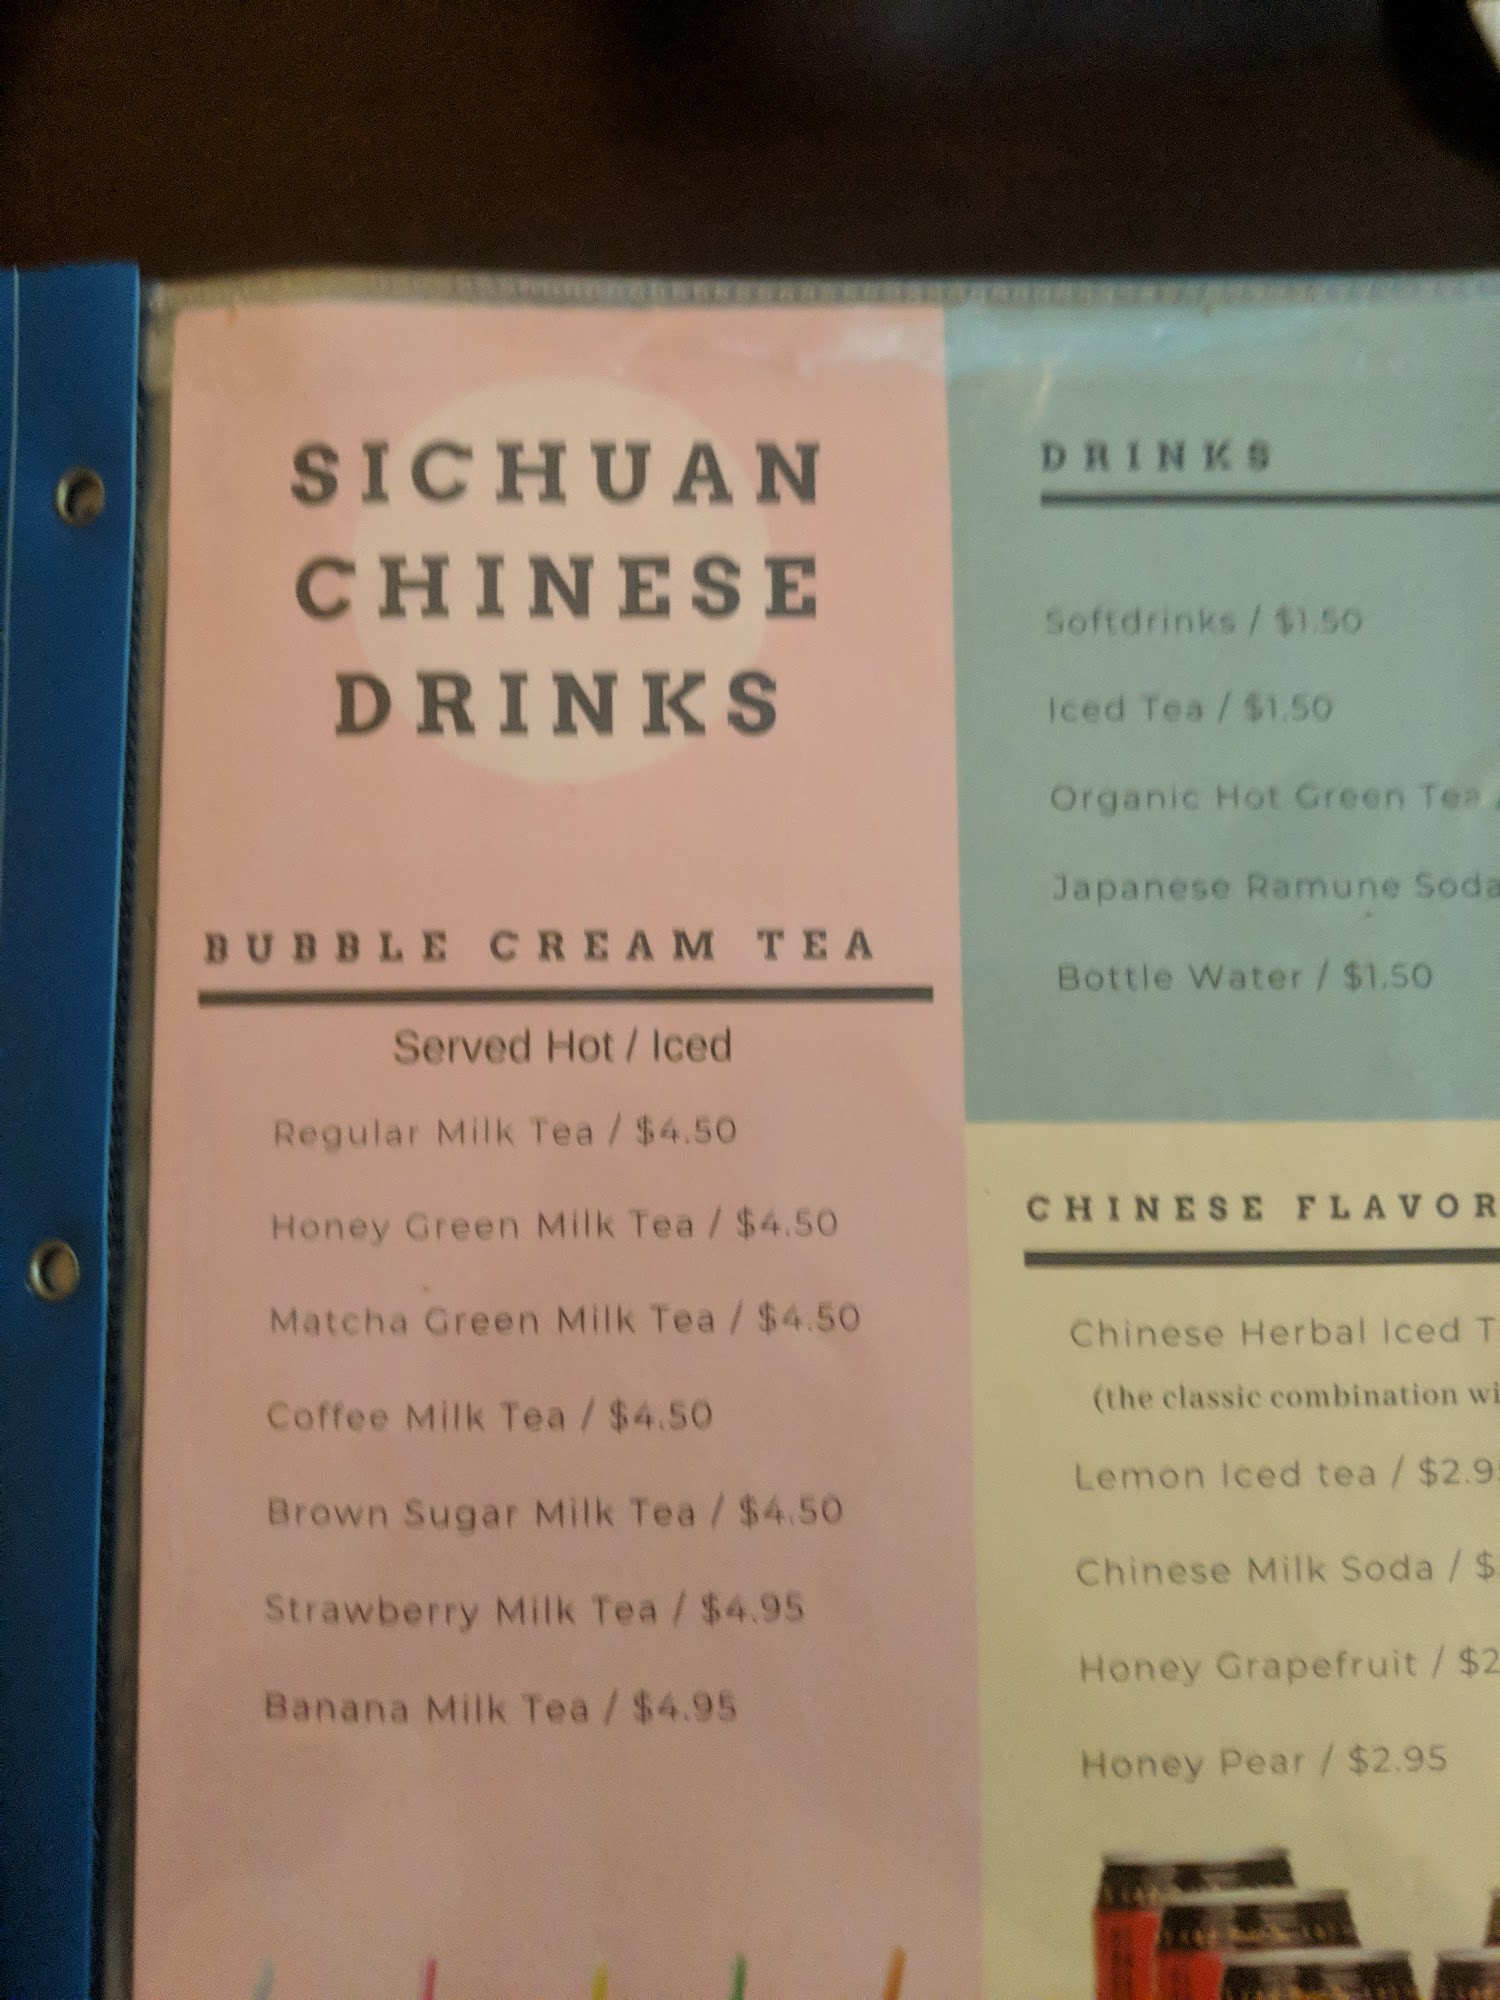 SICHUAN
CHINESE
DRINKS
BUBBLE CREAM TEA
Served Hot / Iced
Regular Milk Tea / $4.50
Honey Green Milk Tea / $4.50
Matcha Green Milk Tea / $4.50
Coffee Milk Tea / $4.50
Brown Sugar Milk Tea / $4.50
Strawberry Milk Tea / $4.95
Banana Milk Tea / $4.95
DRINKS
Softdrinks / $1.50
Iced Tea / $1.50
Organic Hot Green Tea /
Japanese Ramune Soda
Bottle Water / $1.50
CHINESE FLAVOR
Chinese Herbal Iced T
(the classic combination wi
Lemon Iced tea / $2.9
Chinese Milk Soda / $
Honey Grapefruit / $2
Honey Pear / $2.95